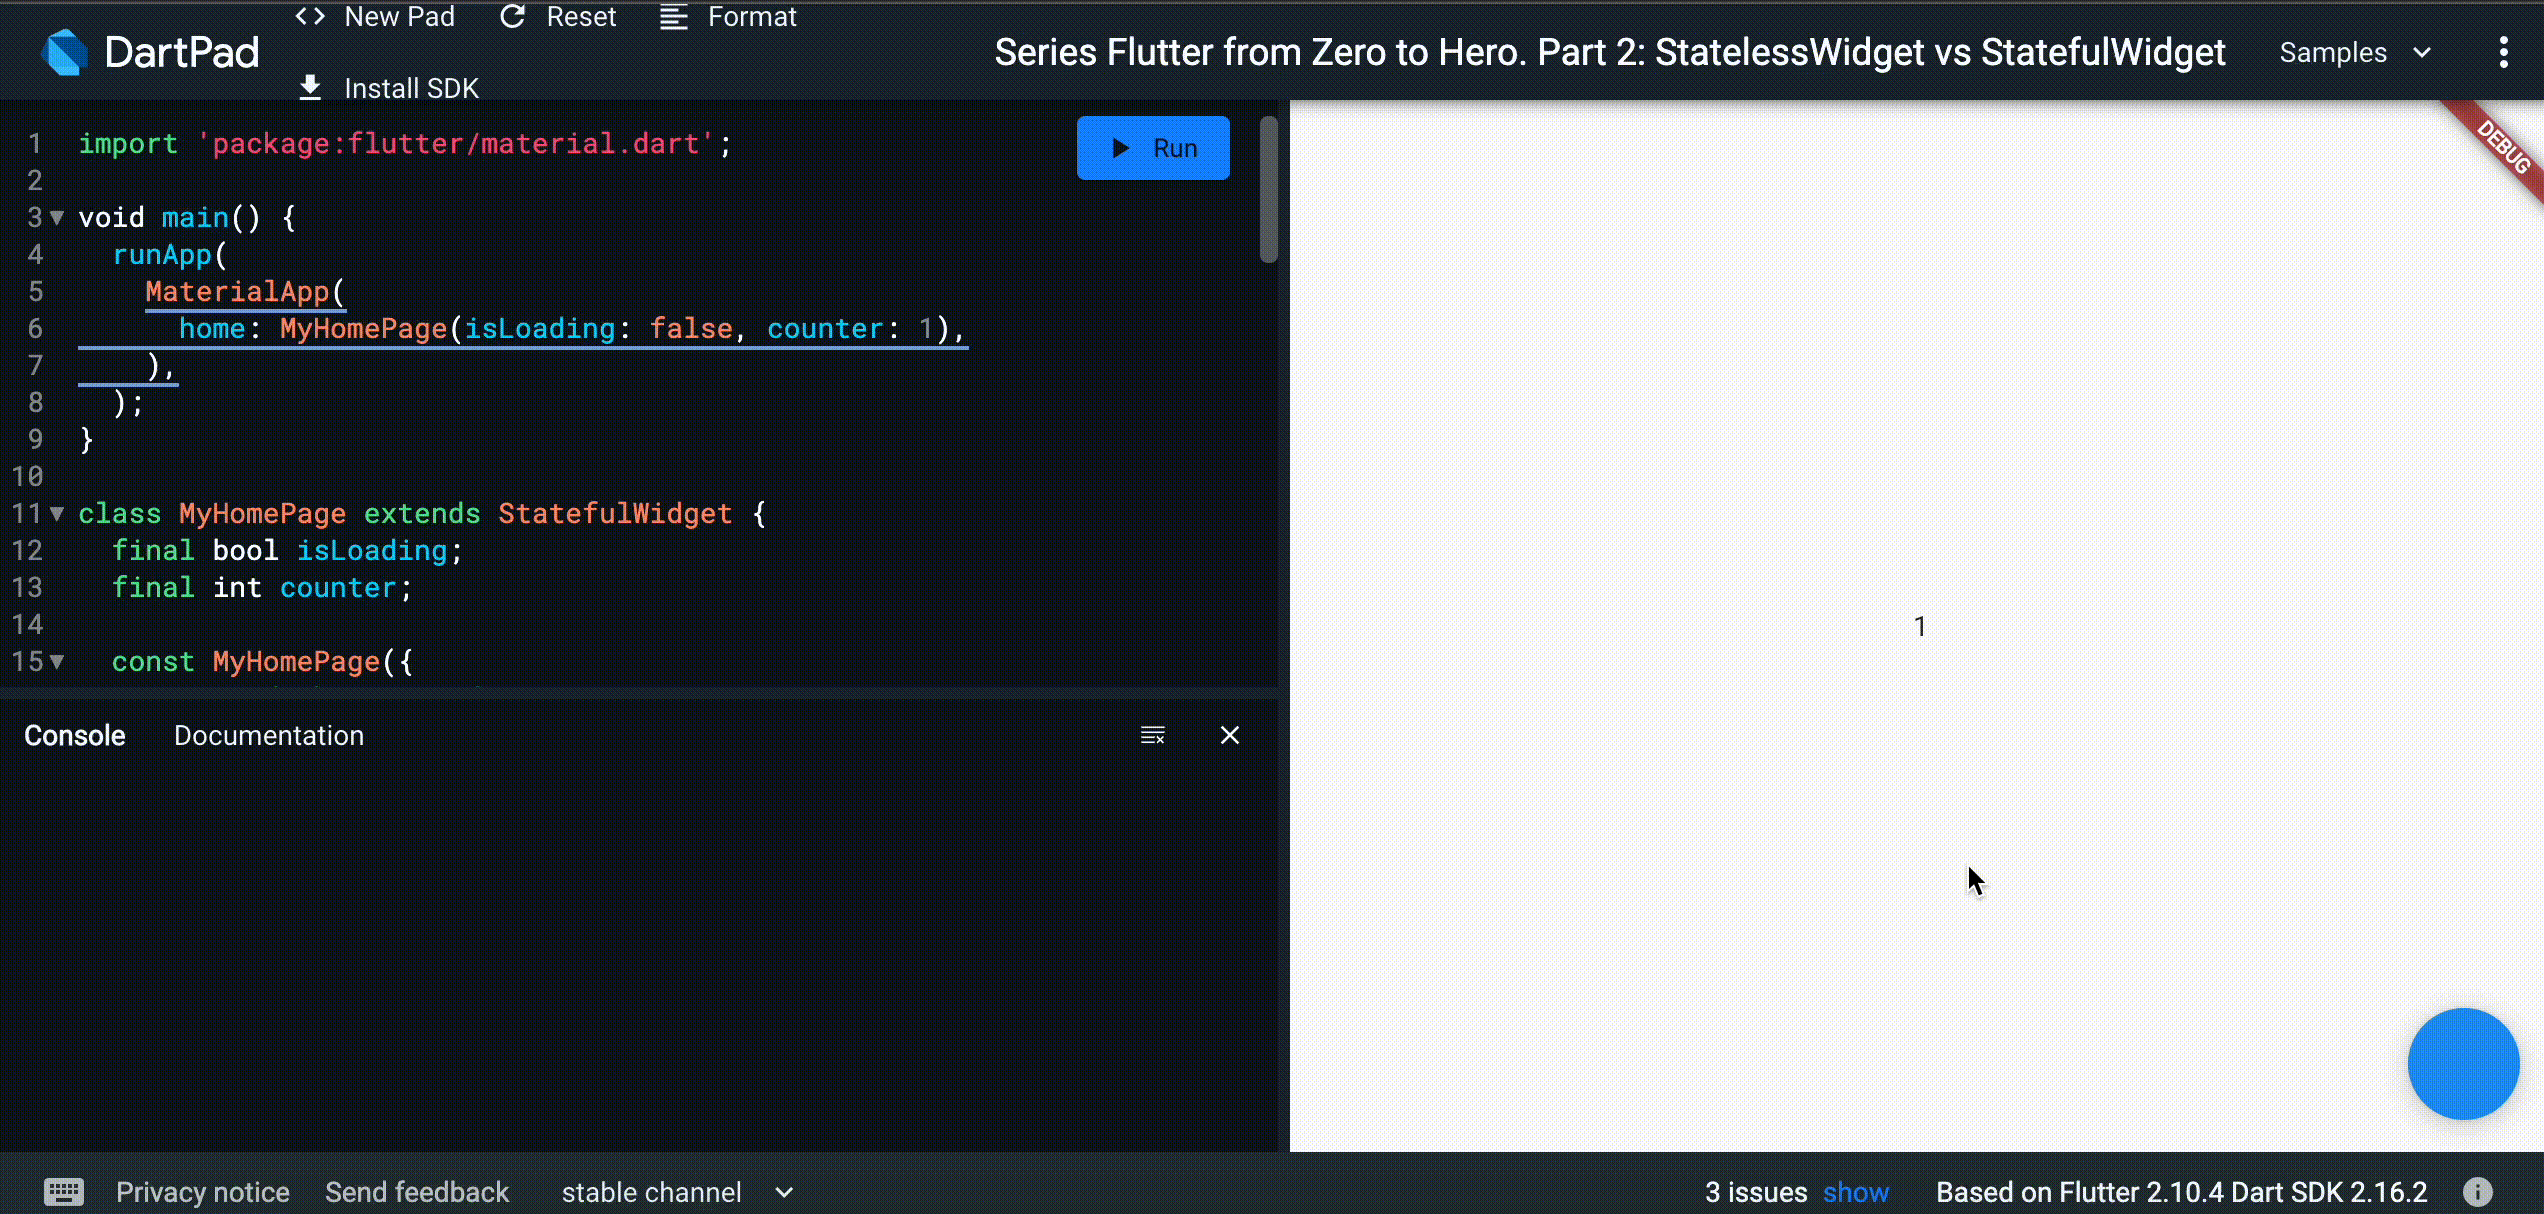 <> New Pad Reset Format
DartPad
Install SDK
Series Flutter from Zero to Hero. Part 2: StatelessWidget vs StatefulWidget
Samples
1 import 'package:flutter/material.dart';
2
3 void main() {
4 runApp(
5 MaterialApp(
6 home: MyHomePage(isLoading: false, counter: 1),
7 ),
8 );
9 }
10
11 class MyHomePage extends StatefulWidget {
12 final bool isLoading;
13 final int counter;
14
15 const MyHomePage({
Run
Console Documentation
DEBUG
1
Privacy notice Send feedback stable channel
3 issues show Based on Flutter 2.10.4 Dart SDK 2.16.2